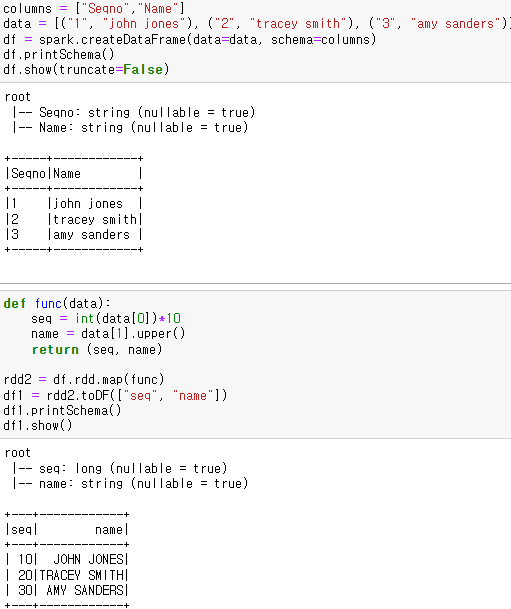 columns = ["Seqno","Name"]
data = [("1", "john jones"), ("2", "tracey smith"), ("3", "amy sanders")]
df = spark.createDataFrame(data=data, schema=columns)
df.printSchema()
df.show(truncate=False)
root
 |-- Seqno: string (nullable = true)
 |-- Name: string (nullable = true)
+-----+------------+
|Seqno|Name        |
+-----+------------+
|1    |john jones  |
|2    |tracey smith|
|3    |amy sanders |
+-----+------------+
def func(data):
    seq = int(data[0])*10
    name = data[1].upper()
    return (seq, name)
rdd2 = df.rdd.map(func)
df1 = rdd2.toDF(["seq", "name"])
df1.printSchema()
df1.show()
root
 |-- seq: long (nullable = true)
 |-- name: string (nullable = true)
+---+------------+
|seq|        name|
+---+------------+
| 10|  JOHN JONES|
| 20|TRACEY SMITH|
| 30| AMY SANDERS|
+---+------------+